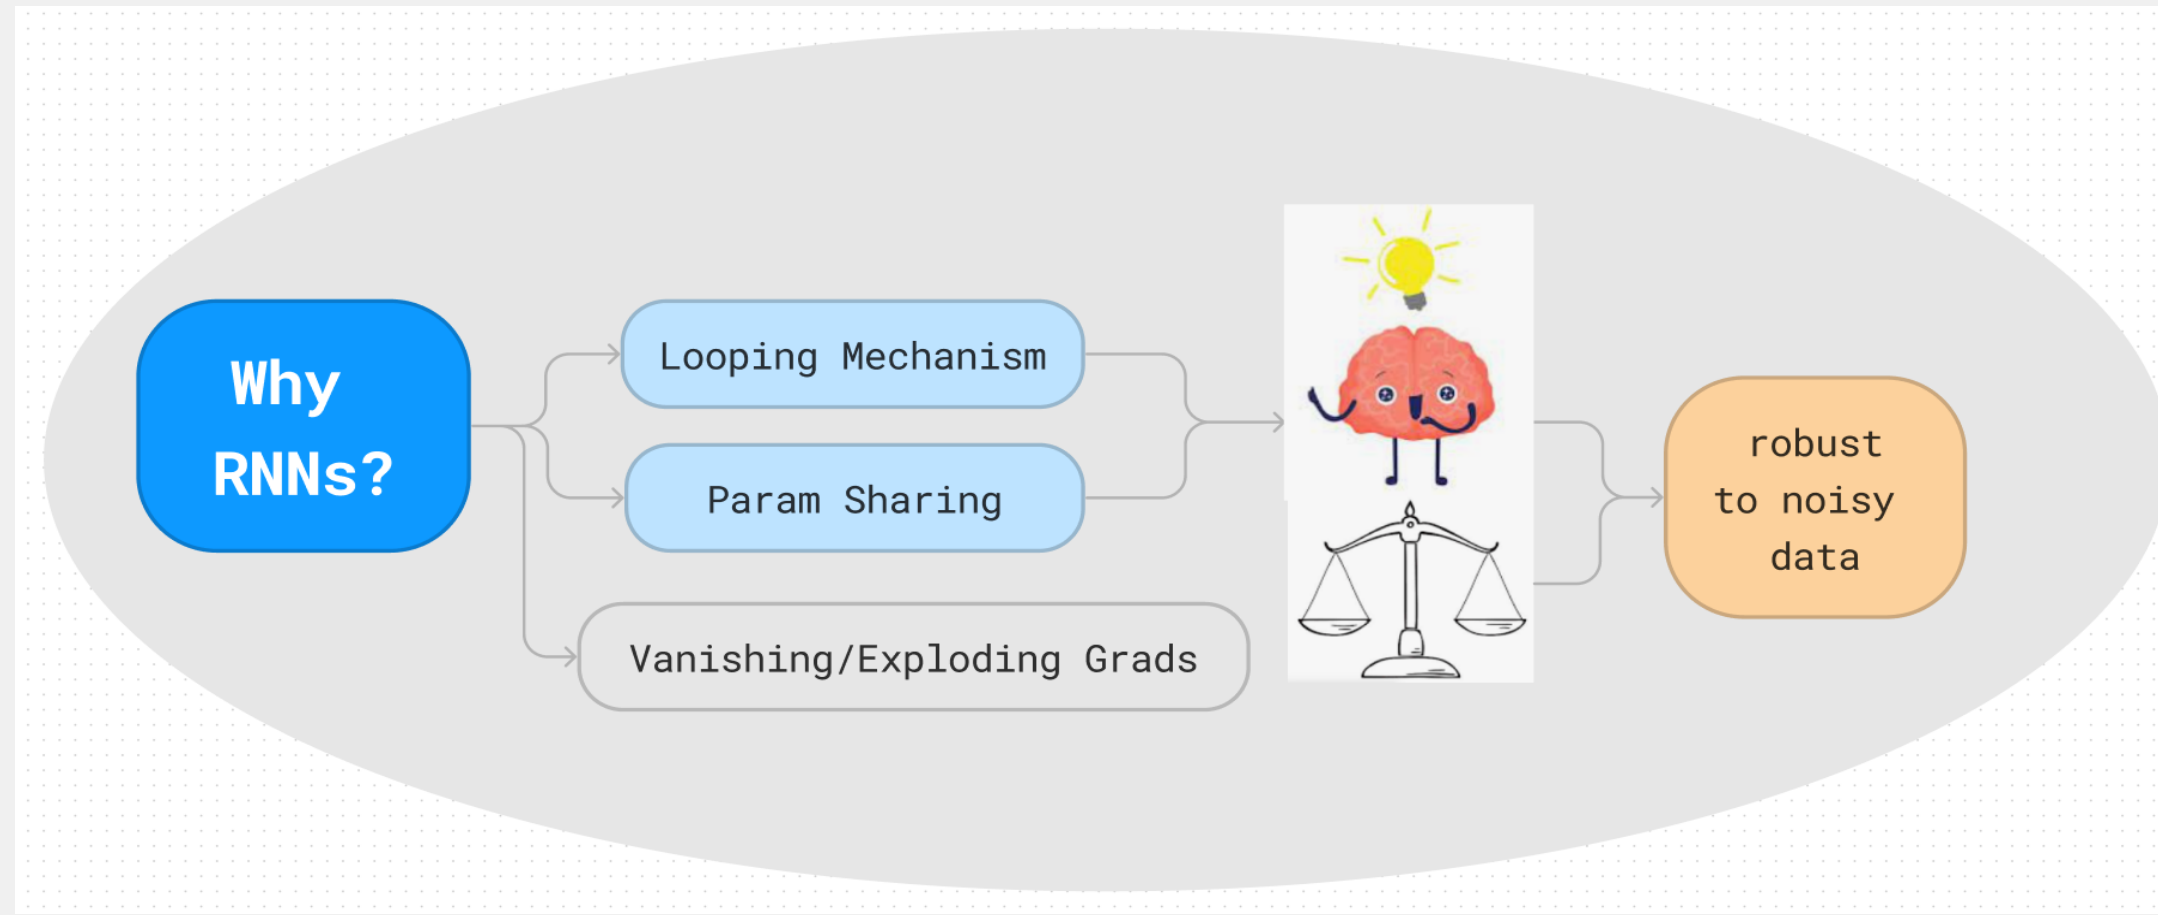 Why
RNNs?
Looping Mechanism
Param Sharing
Vanishing/Exploding Grads
robust
to noisy
data